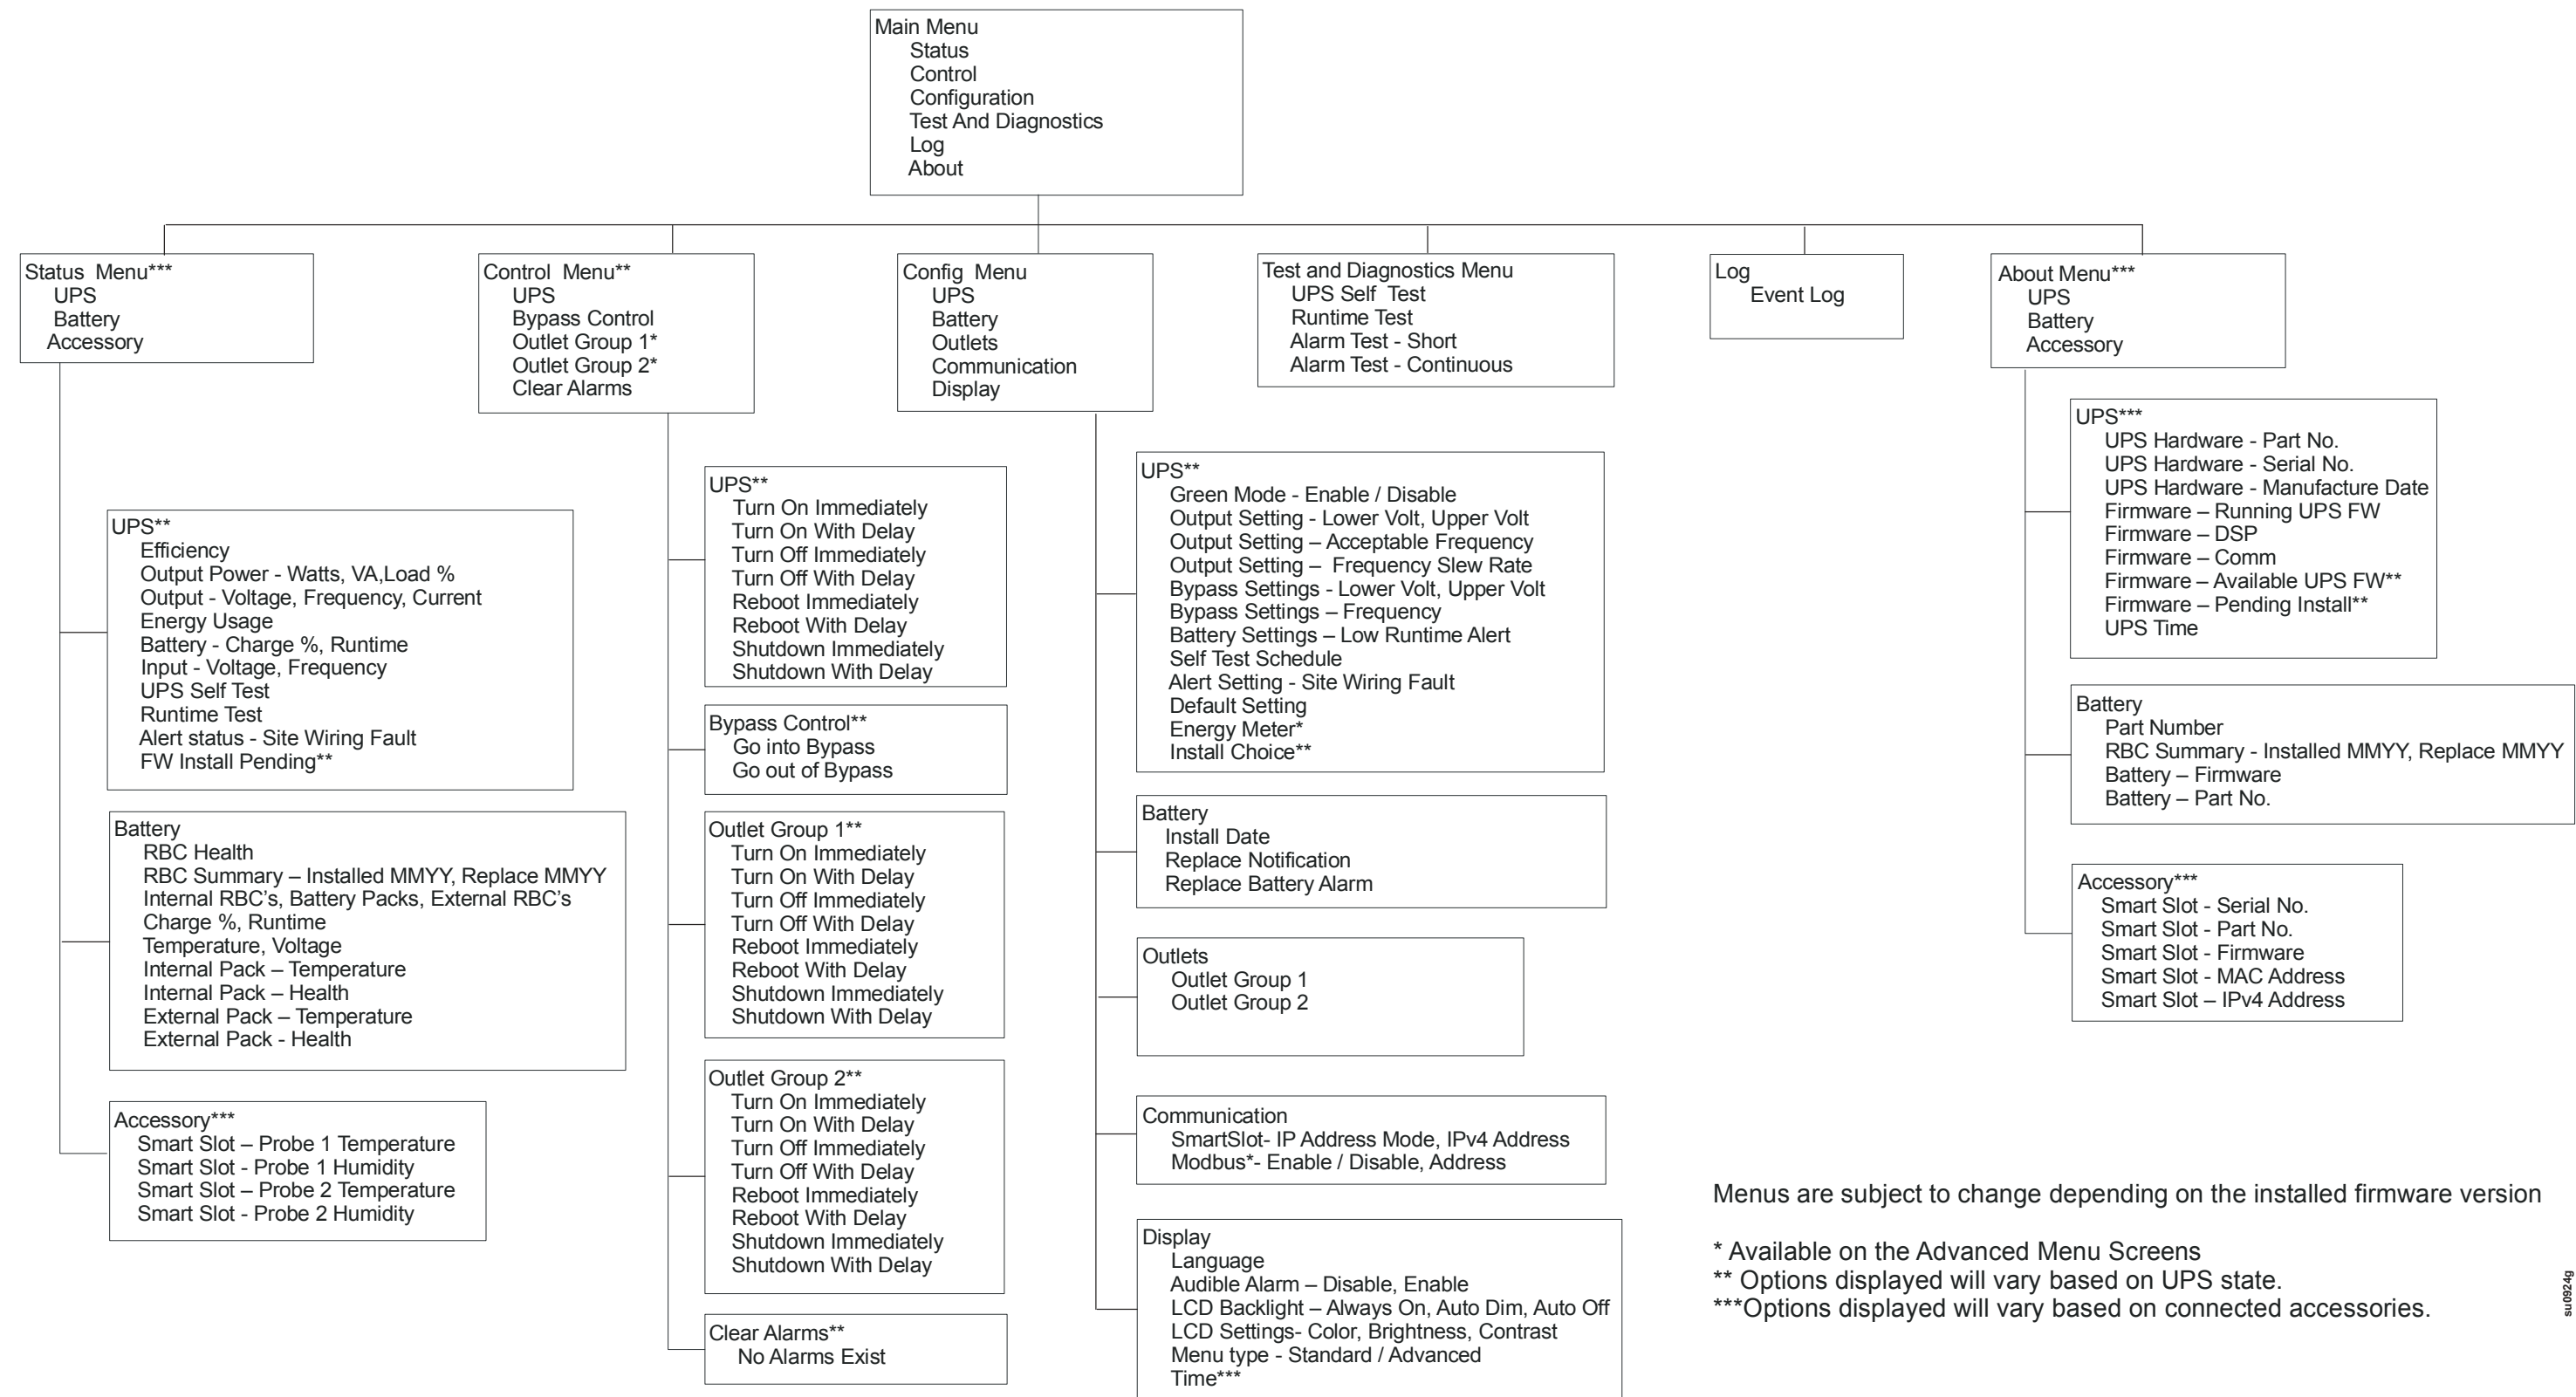 Main Menu
Status
Control
Configuration
Test And Diagnostics
Log
About
Status Menu***
UPS
Battery
Accessory
UPS**
Efficiency
Output Power - Watts, VA,Load %
Output - Voltage, Frequency, Current
Energy Usage
Battery - Charge %, Runtime
Input - Voltage, Frequency
UPS Self Test
Runtime Test
Alert status - Site Wiring Fault
FW Install Pending**
Battery
RBC Health
RBC Summary – Installed MMYY, Replace MMYY
Internal RBC’s, Battery Packs, External RBC’s
Charge %, Runtime
Temperature, Voltage
Internal Pack – Temperature
Internal Pack – Health
External Pack – Temperature
External Pack - Health
Accessory***
Smart Slot – Probe 1 Temperature
Smart Slot - Probe 1 Humidity
Smart Slot – Probe 2 Temperature
Smart Slot - Probe 2 Humidity
Control Menu**
UPS
Bypass Control
Outlet Group 1*
Outlet Group 2*
Clear Alarms
UPS**
Turn On Immediately
Turn On With Delay
Turn Off Immediately
Turn Off With Delay
Reboot Immediately
Reboot With Delay
Shutdown Immediately
Shutdown With Delay
Bypass Control**
Go into Bypass
Go out of Bypass
Outlet Group 1**
Turn On Immediately
Turn On With Delay
Turn Off Immediately
Turn Off With Delay
Reboot Immediately
Reboot With Delay
Shutdown Immediately
Shutdown With Delay
Outlet Group 2**
Turn On Immediately
Turn On With Delay
Turn Off Immediately
Turn Off With Delay
Reboot Immediately
Reboot With Delay
Shutdown Immediately
Shutdown With Delay
Clear Alarms**
No Alarms Exist
Config Menu
UPS
Battery
Outlets
Communication
Display
UPS**
Green Mode - Enable / Disable
Output Setting - Lower Volt, Upper Volt
Output Setting – Acceptable Frequency
Output Setting – Frequency Slew Rate
Bypass Settings - Lower Volt, Upper Volt
Bypass Settings – Frequency
Battery Settings – Low Runtime Alert
Self Test Schedule
Alert Setting - Site Wiring Fault
Default Setting
Energy Meter*
Install Choice**
Battery
Install Date
Replace Notification
Replace Battery Alarm
Outlets
Outlet Group 1
Outlet Group 2
Communication
SmartSlot- IP Address Mode, IPv4 Address
Modbus*- Enable / Disable, Address
Display
Language
Audible Alarm – Disable, Enable
LCD Backlight – Always On, Auto Dim, Auto Off
LCD Settings- Color, Brightness, Contrast
Menu type - Standard / Advanced
Time***
Test and Diagnostics Menu
UPS Self Test
Runtime Test
Alarm Test - Short
Alarm Test - Continuous
Log
Event Log
About Menu***
UPS
Battery
Accessory
UPS***
UPS Hardware - Part No.
UPS Hardware - Serial No.
UPS Hardware - Manufacture Date
Firmware – Running UPS FW
Firmware – DSP
Firmware – Comm
Firmware – Available UPS FW**
Firmware – Pending Install**
UPS Time
Battery
Part Number
RBC Summary - Installed MMYY, Replace MMYY
Battery – Firmware
Battery – Part No.
Accessory***
Smart Slot - Serial No.
Smart Slot - Part No.
Smart Slot - Firmware
Smart Slot - MAC Address
Smart Slot – IPv4 Address
Menus are subject to change depending on the installed firmware version
* Available on the Advanced Menu Screens
** Options displayed will vary based on UPS state.
***Options displayed will vary based on connected accessories.
su0924g